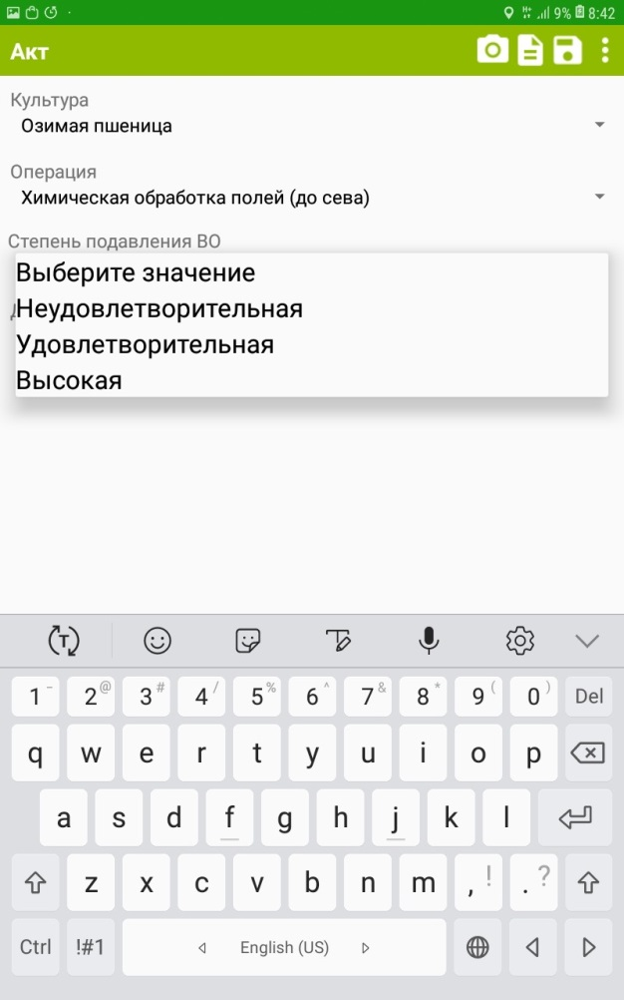 9% 8:42
Акт
Культура
Озимая пшеница
Операция
Химическая обработка полей (до сева)
Степень подавления ВО
Выберите значение
Неудовлетворительная
Удовлетворительная
Высокая
1 - 2 @ 3 # 4 / 5 % 6 ^ 7 & 8 * 9 ( 0 ) Del
q w e r t y u i o p
a s d f g h j k l
z x c v b n m , ! . ?
Ctrl !#1 English (US)